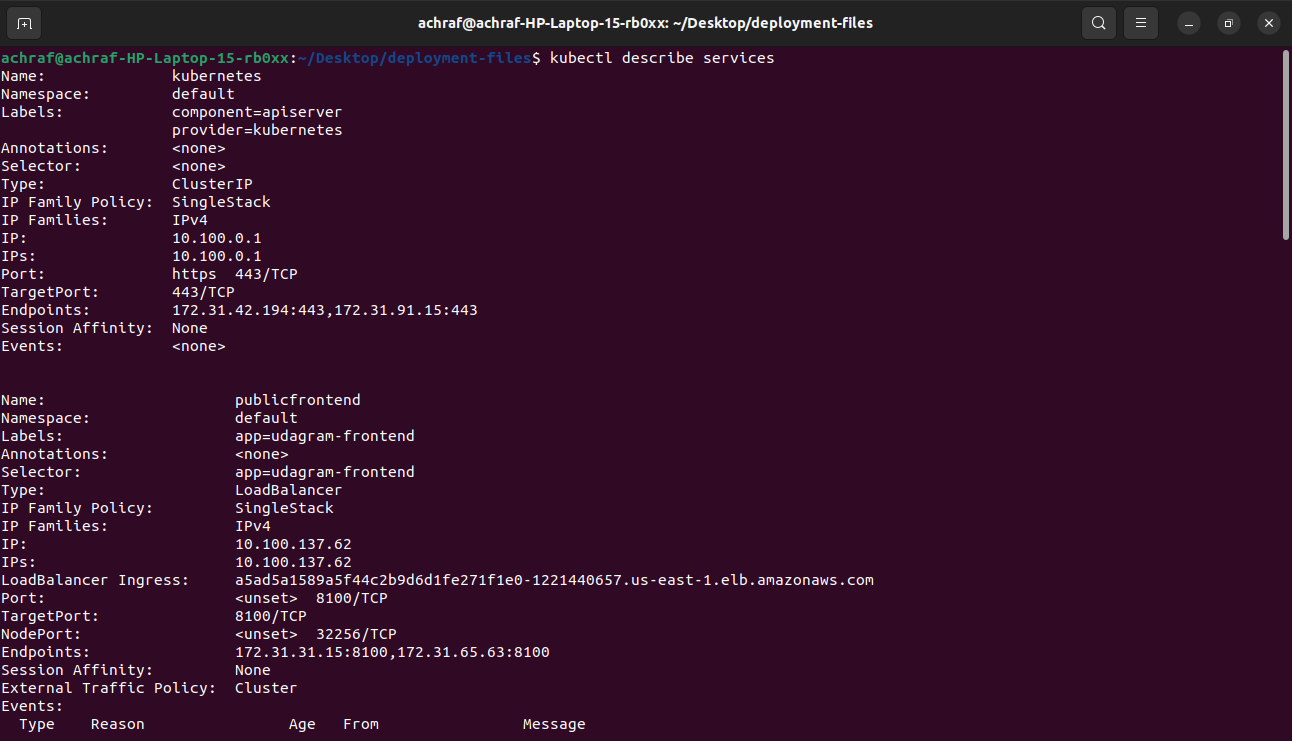 achraf@achraf-HP-Laptop-15-rb0xx: ~/Desktop/deployment-files
achraf@achraf-HP-Laptop-15-rb0xx:~/Desktop/deployment-files$ kubectl describe services
Name:              kubernetes
Namespace:         default
Labels:            component=apiserver
                   provider=kubernetes
Annotations:       <none>
Selector:          <none>
Type:              ClusterIP
IP Family Policy:  SingleStack
IP Families:       IPv4
IP:                10.100.0.1
IPs:               10.100.0.1
Port:              https  443/TCP
TargetPort:        443/TCP
Endpoints:         172.31.42.194:443,172.31.91.15:443
Session Affinity:  None
Events:            <none>
Name:                     publicfrontend
Namespace:                default
Labels:                   app=udagram-frontend
Annotations:              <none>
Selector:                 app=udagram-frontend
Type:                     LoadBalancer
IP Family Policy:         SingleStack
IP Families:              IPv4
IP:                       10.100.137.62
IPs:                      10.100.137.62
LoadBalancer Ingress:     a5ad5a1589a5f44c2b9d6d1fe271f1e0-1221440657.us-east-1.elb.amazonaws.com
Port:                     <unset>  8100/TCP
TargetPort:               8100/TCP
NodePort:                 <unset>  32256/TCP
Endpoints:                172.31.31.15:8100,172.31.65.63:8100
Session Affinity:         None
External Traffic Policy:  Cluster
Events:
  Type    Reason                Age   From                Message